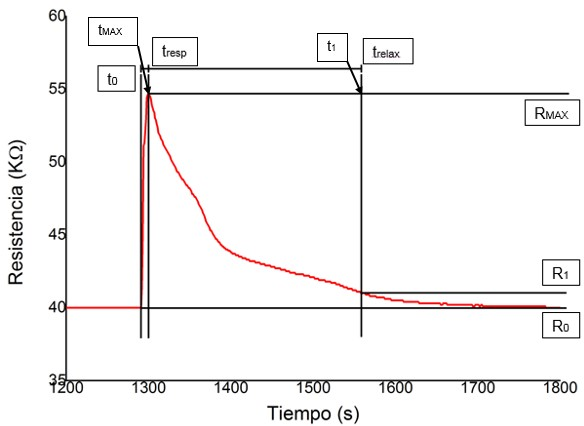 60
tMAX
tresp
t1
trelax
t0
55
RMAX
50
Resistencia (KΩ)
45
R1
40
R0
35
1200 1300 1400 1500 1600 1700 1800
Tiempo (s)